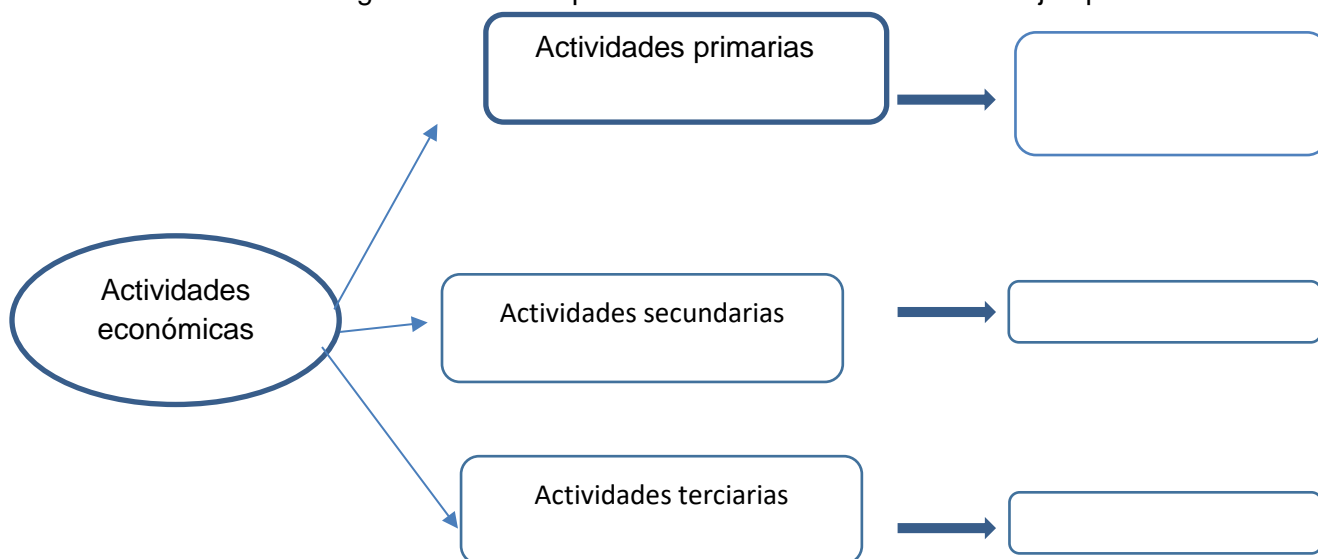 Actividades primarias
Actividades
económicas
Actividades secundarias
Actividades terciarias